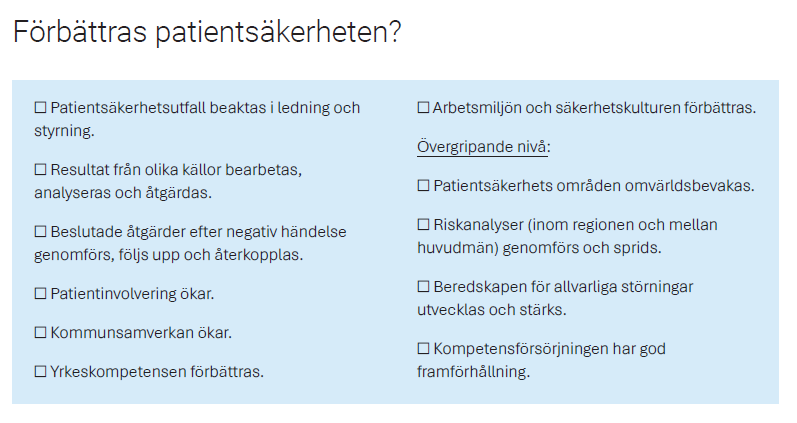 Förbättras patientsäkerheten?
☐ Patientsäkerhetsutfall beaktas i ledning och
styrning.
☐ Resultat från olika källor bearbetas,
analyseras och åtgärdas.
☐ Beslutade åtgärder efter negativ händelse
genomförs, följs upp och återkopplas.
☐ Patientinvolvering ökar.
☐ Kommunsamverkan ökar.
☐ Yrkeskompetensen förbättras.
☐ Arbetsmiljön och säkerhetskulturen förbättras.
Övergripande nivå:
☐ Patientsäkerhets områden omvärldsbevakas.
☐ Riskanalyser (inom regionen och mellan
huvudmän) genomförs och sprids.
☐ Beredskapen för allvarliga störningar
utvecklas och stärks.
☐ Kompetensförsörjningen har god
framförhållning.